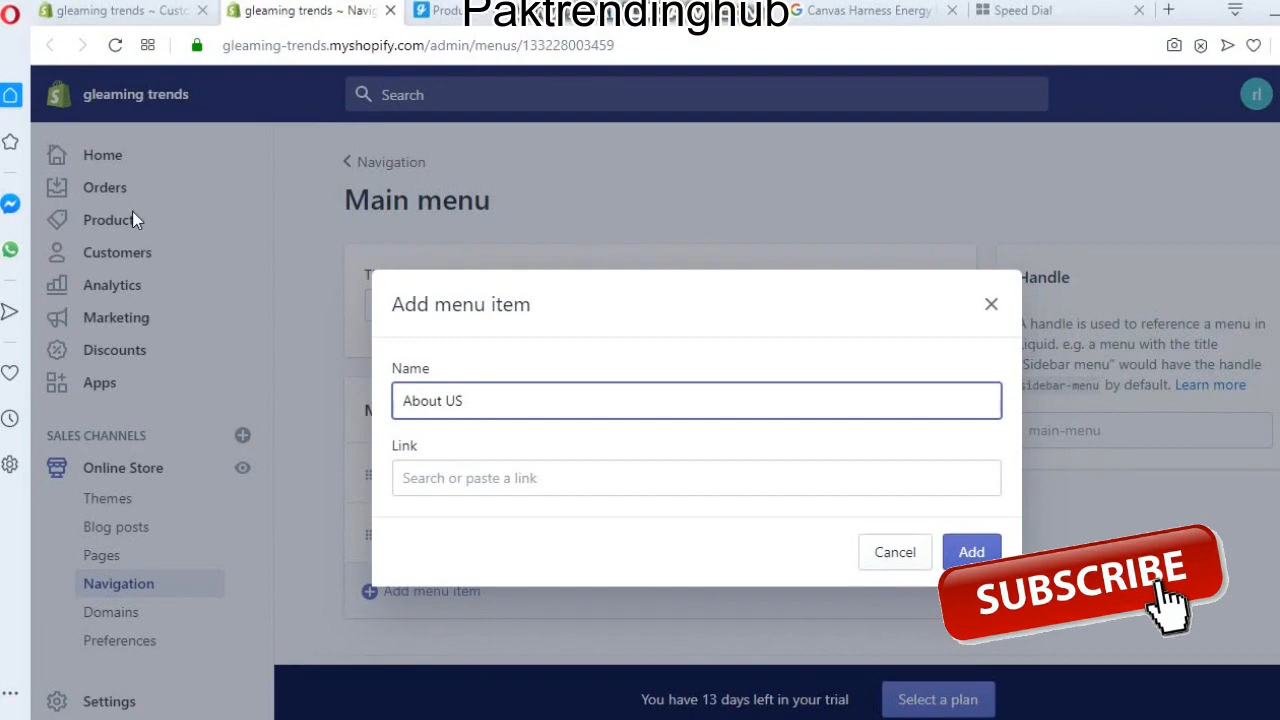 Paktrendinghub
gleaming trends ~ Custo
gleaming trends ~ Navig
Produ
Canvas Harness Energy
Speed Dial
gleaming-trends.myshopify.com/admin/menus/133228003459
gleaming trends
Search
rl
Home
Orders
Product
Customers
Analytics
Marketing
Discounts
Apps
SALES CHANNELS
Online Store
Themes
Blog posts
Pages
Navigation
Domains
Preferences
Settings
Navigation
Main menu
Add menu item
Name
About US
Link
Search or paste a link
Cancel
Add
Add menu item
Handle
A handle is used to reference a menu in
Liquid. e.g. a menu with the title
"Sidebar menu" would have the handle
sidebar-menu by default. Learn more
main-menu
SUBSCRIBE
You have 13 days left in your trial
Select a plan